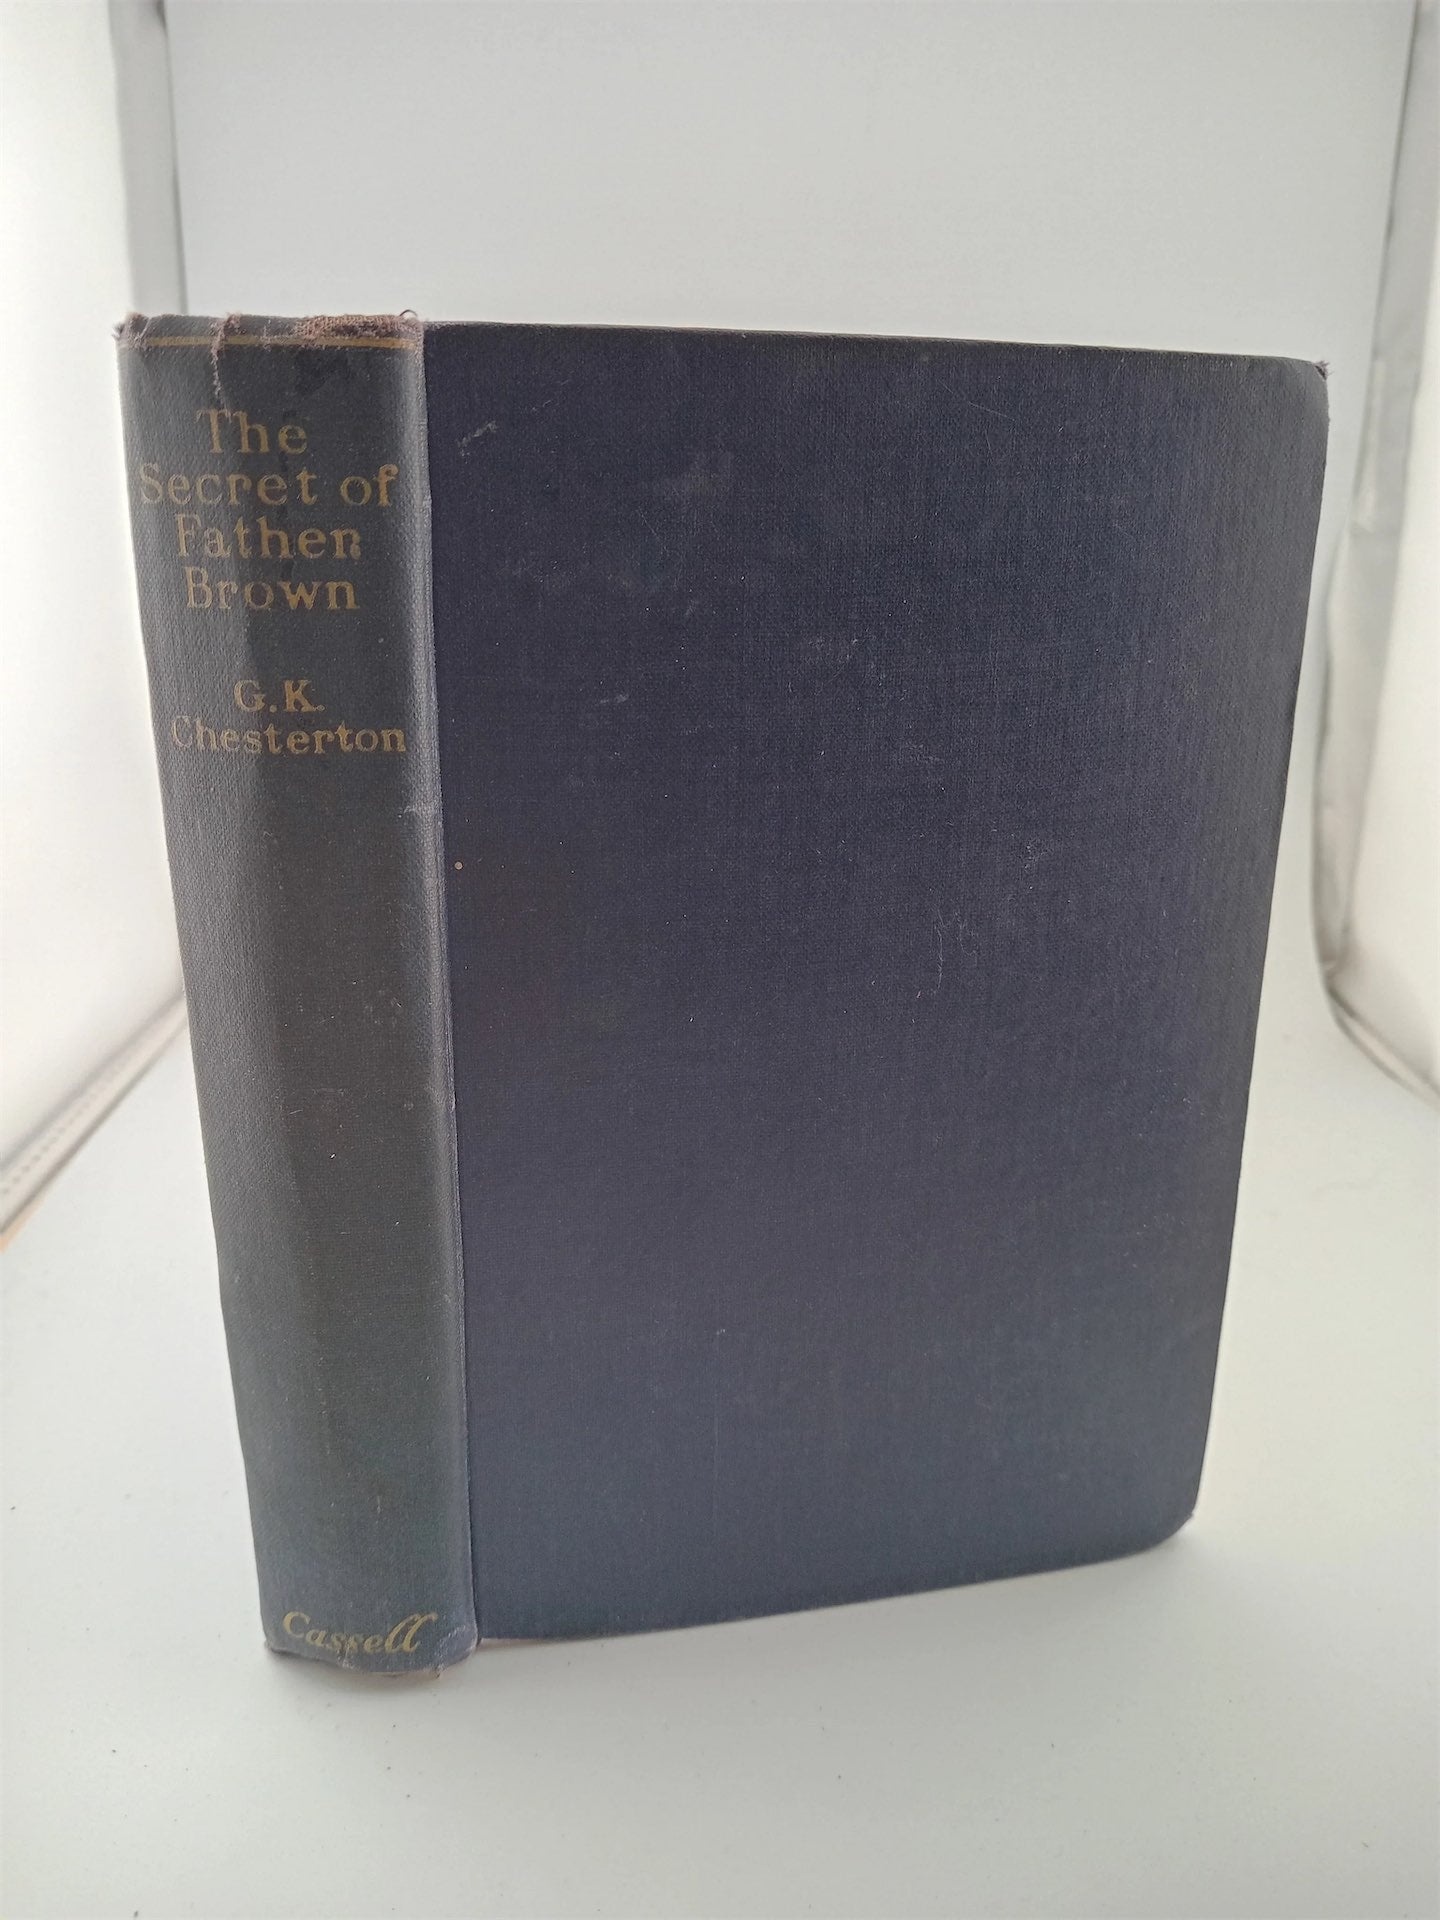 The
Secret of
Father
Brown
G.K.
Chesterton
Cassell